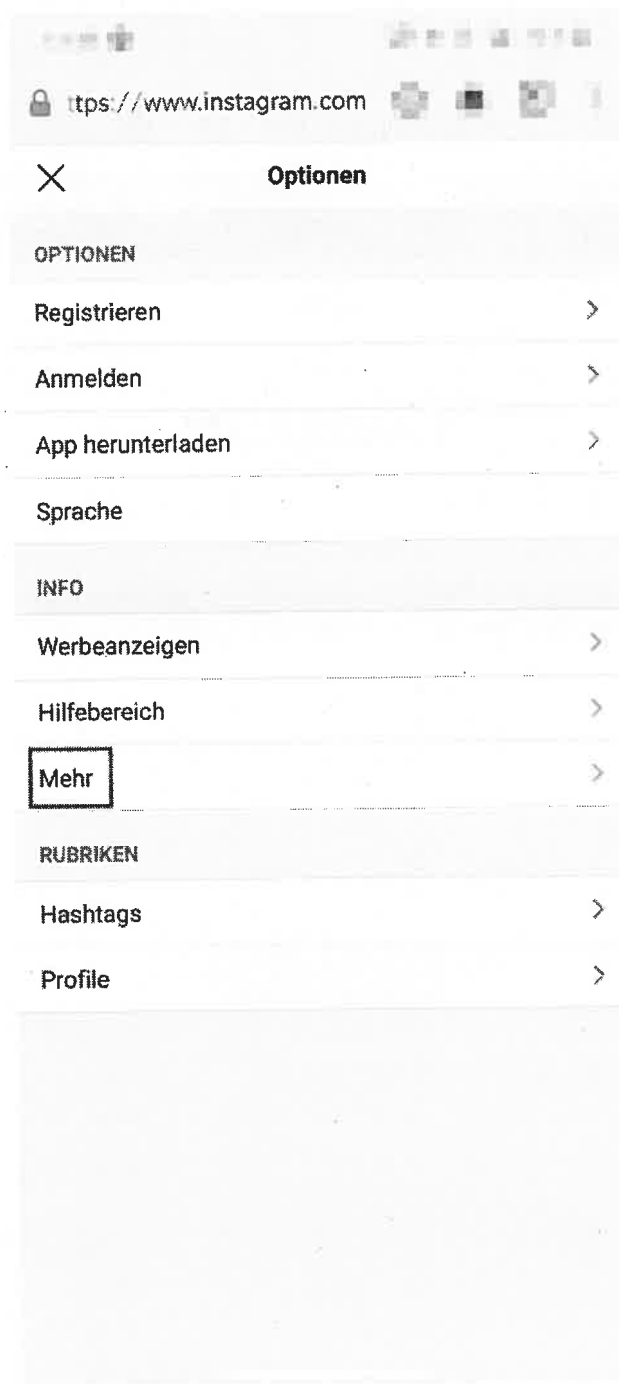 ttps://www.instagram.com
Optionen
OPTIONEN
Registrieren
Anmelden
App herunterladen
Sprache
INFO
Werbeanzeigen
Hilfebereich
Mehr
RUBRIKEN
Hashtags
Profile